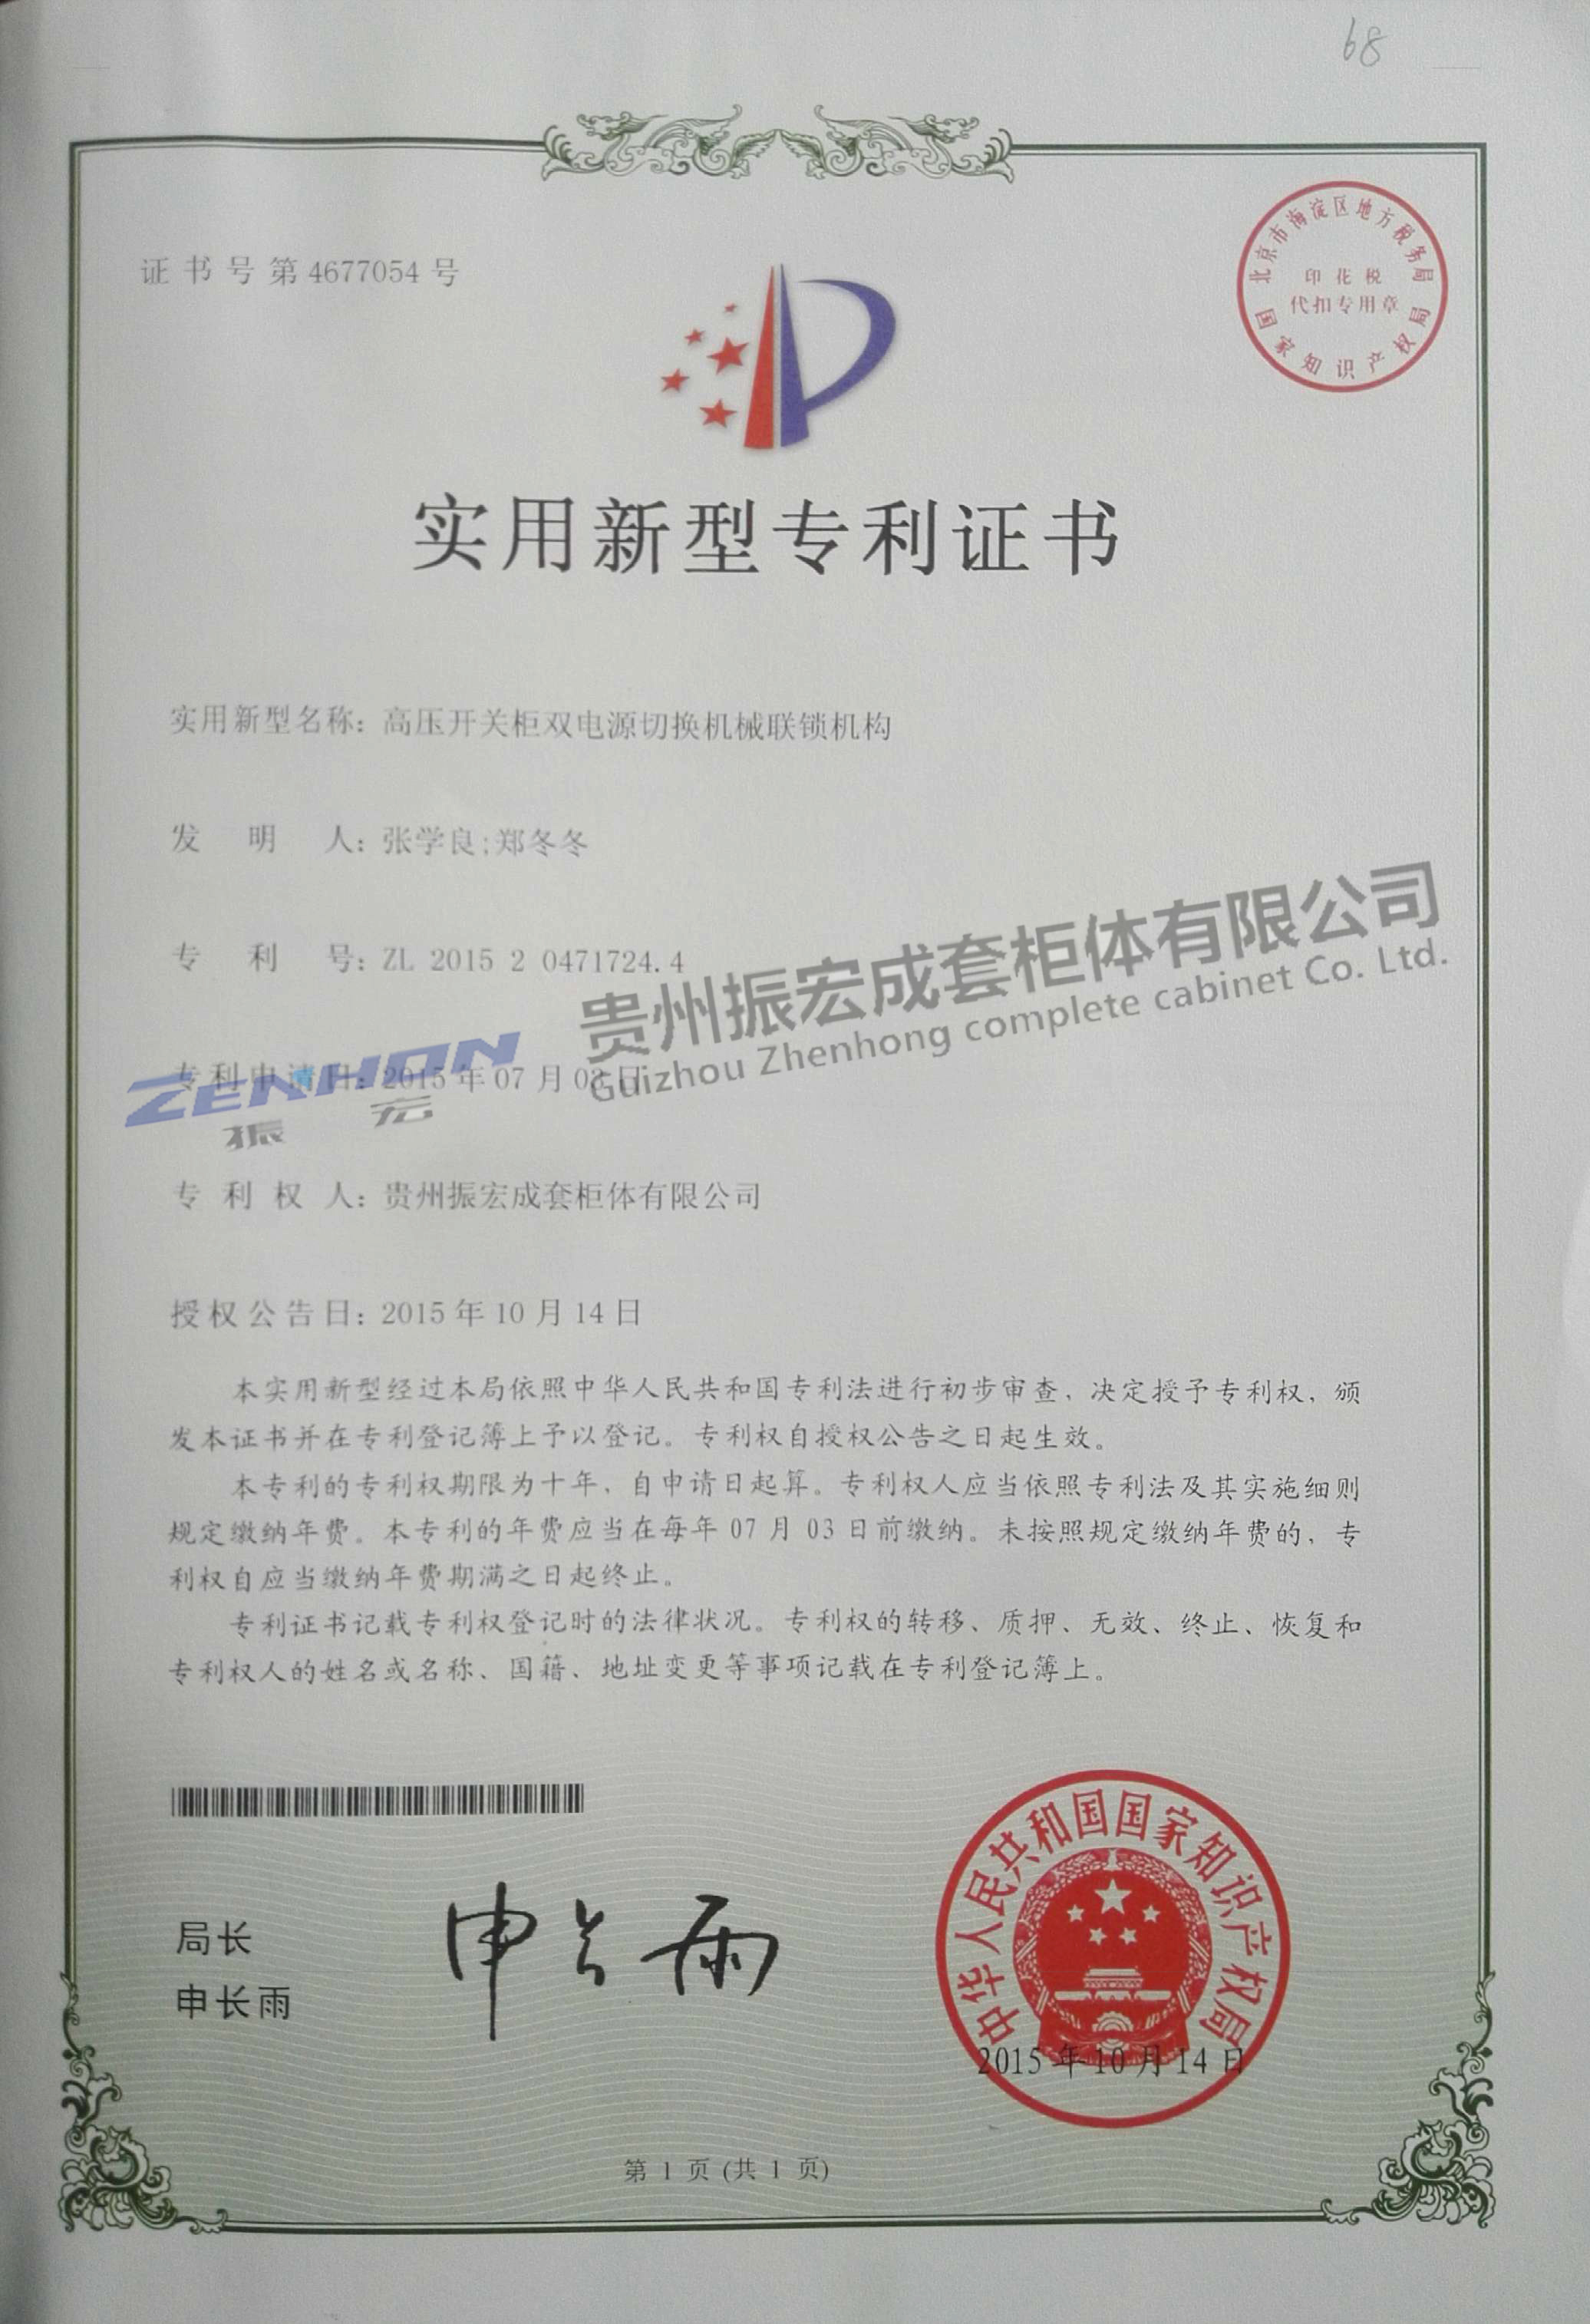 68
证书号第4677054号
北京市海淀区地方税务局
印花税
代扣专用章
国家知识产权局
实用新型专利证书
实用新型名称：高压开关柜双电源切换机械联锁机构
发明人：张学良;郑冬冬
专利号：ZL 2015 2 0471724.4
贵州振宏成套柜体有限公司
Guizhou Zhenhong complete cabinet Co. Ltd.
ZENHON
振宏
专利申请日：2015年07月03日
专利权人：贵州振宏成套柜体有限公司
授权公告日：2015年10月14日
本实用新型经过本局依照中华人民共和国专利法进行初步审查，决定授予专利权，颁
发本证书并在专利登记簿上予以登记。专利权自授权公告之日起生效。
本专利的专利权期限为十年，自申请日起算。专利权人应当依照专利法及其实施细则
规定缴纳年费。本专利的年费应当在每年07月03日前缴纳。未按照规定缴纳年费的，专
利权自应当缴纳年费期满之日起终止。
专利证书记载专利权登记时的法律状况。专利权的转移、质押、无效、终止、恢复和
专利权人的姓名或名称、国籍、地址变更等事项记载在专利登记簿上。
局长
申长雨
申长雨
中华人民共和国国家知识产权局
2015年10月14日
第1页(共1页)